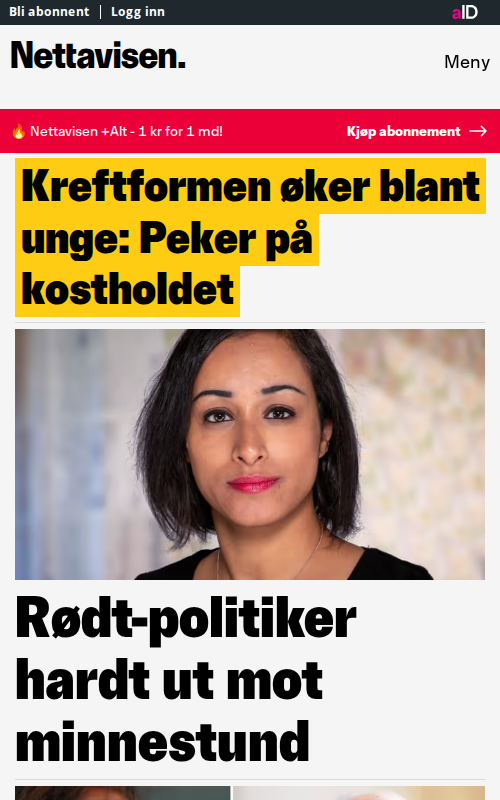 Bli abonnent | Logg inn
aID
Nettavisen.
Meny
🔥 Nettavisen +Alt - 1 kr for 1 md!
Kjøp abonnement →
Kreftformen øker blant
unge: Peker på
kostholdet
Rødt-politiker
hardt ut mot
minnestund